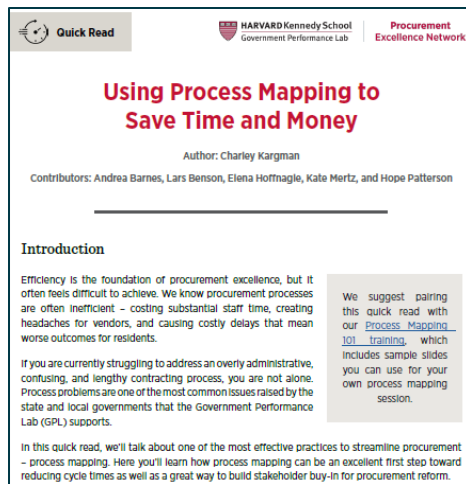 Quick Read
HARVARD Kennedy School
Government Performance Lab
Procurement
Excellence Network
Using Process Mapping to
Save Time and Money
Author: Charley Kargman
Contributors: Andrea Barnes, Lars Benson, Elena Hoffnagle, Kate Mertz, and Hope Patterson
Introduction
Efficiency is the foundation of procurement excellence, but it
often feels difficult to achieve. We know procurement processes
are often inefficient – costing substantial staff time, creating
headaches for vendors, and causing costly delays that mean
worse outcomes for residents.
If you are currently struggling to address an overly administrative,
confusing, and lengthy contracting process, you are not alone.
Process problems are one of the most common issues raised by the
state and local governments that the Government Performance
Lab (GPL) supports.
We suggest pairing
this quick read with
our Process Mapping
101 training, which
includes sample slides
you can use for your
own process mapping
session.
In this quick read, we'll talk about one of the most effective practices to streamline procurement
– process mapping. Here you'll learn how process mapping can be an excellent first step toward
reducing cycle times as well as a great way to build stakeholder buy-in for procurement reform.